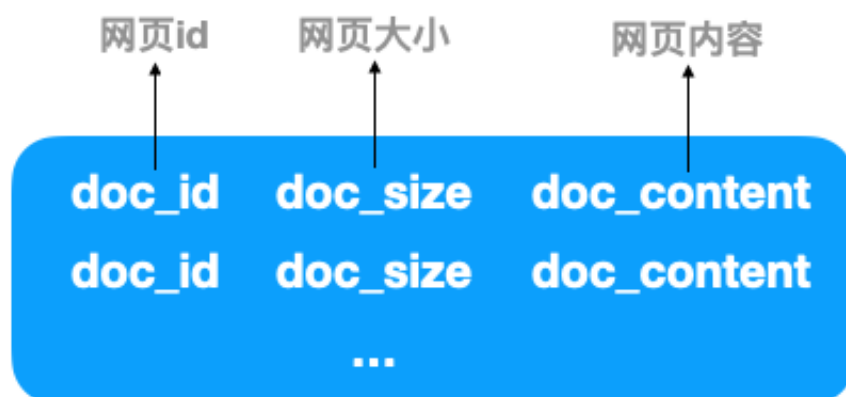 网页id 网页大小 网页内容
doc_id doc_size doc_content
doc_id doc_size doc_content
...